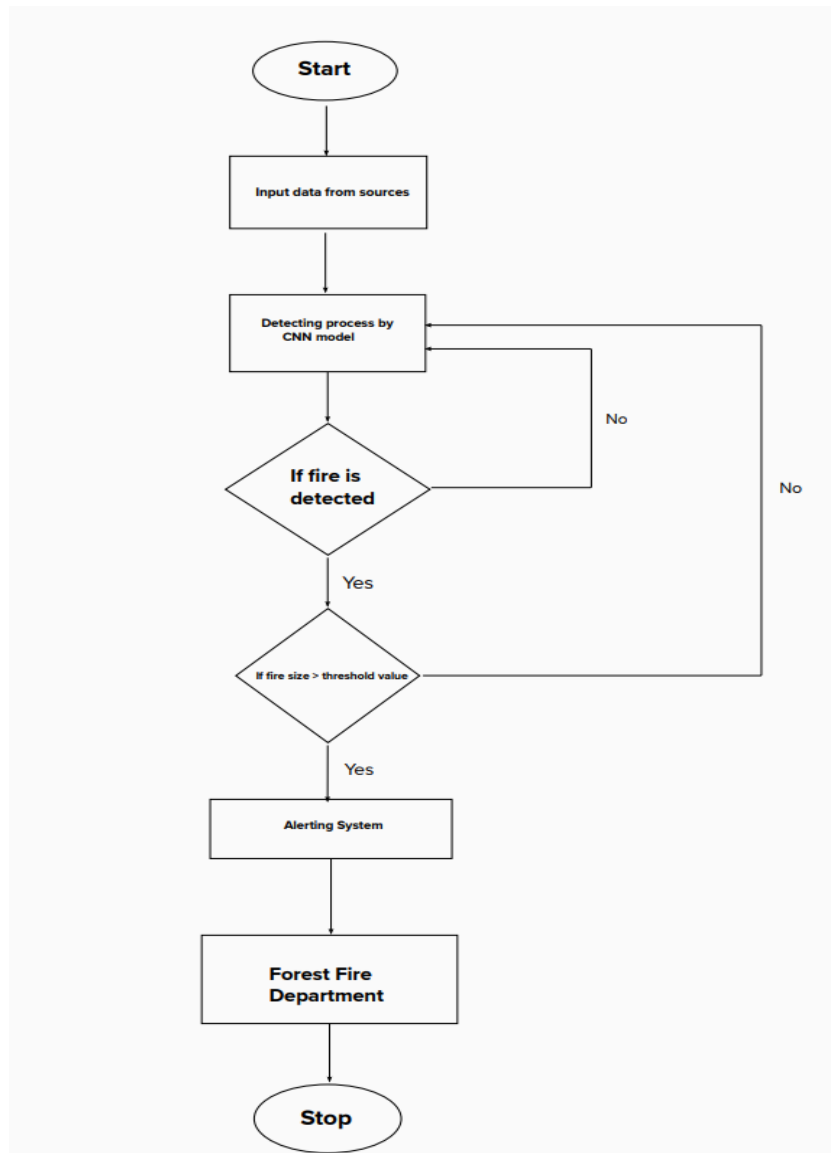 Start
Input data from sources
Detecting process by
CNN model
No
If fire is
detected
No
Yes
If fire size > threshold value
Yes
Alerting System
Forest Fire
Department
Stop